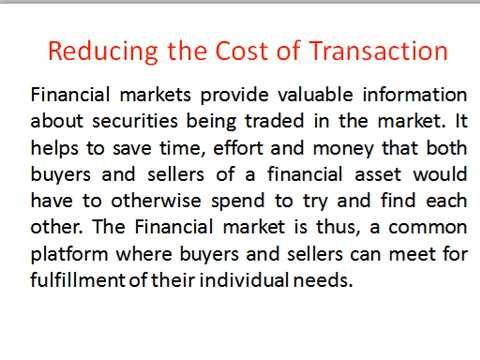 Reducing the Cost of Transaction
Financial markets provide valuable information
about securities being traded in the market. It
helps to save time, effort and money that both
buyers and sellers of a financial asset would
have to otherwise spend to try and find each
other. The Financial market is thus, a common
platform where buyers and sellers can meet for
fulfillment of their individual needs.